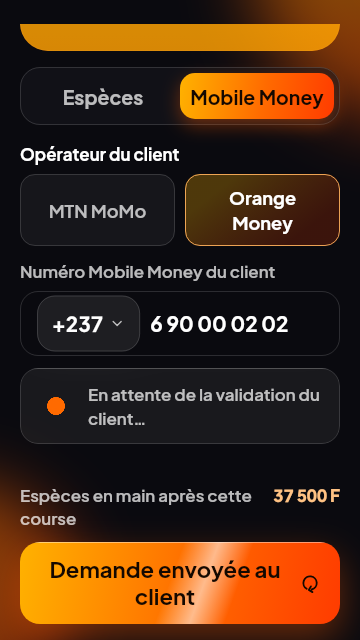 Espèces
Mobile Money
Opérateur du client
MTN MoMo
Orange
Money
Numéro Mobile Money du client
+237
6 90 00 02 02
En attente de la validation du
client…
Espèces en main après cette
course
37 500 F
Demande envoyée au
client